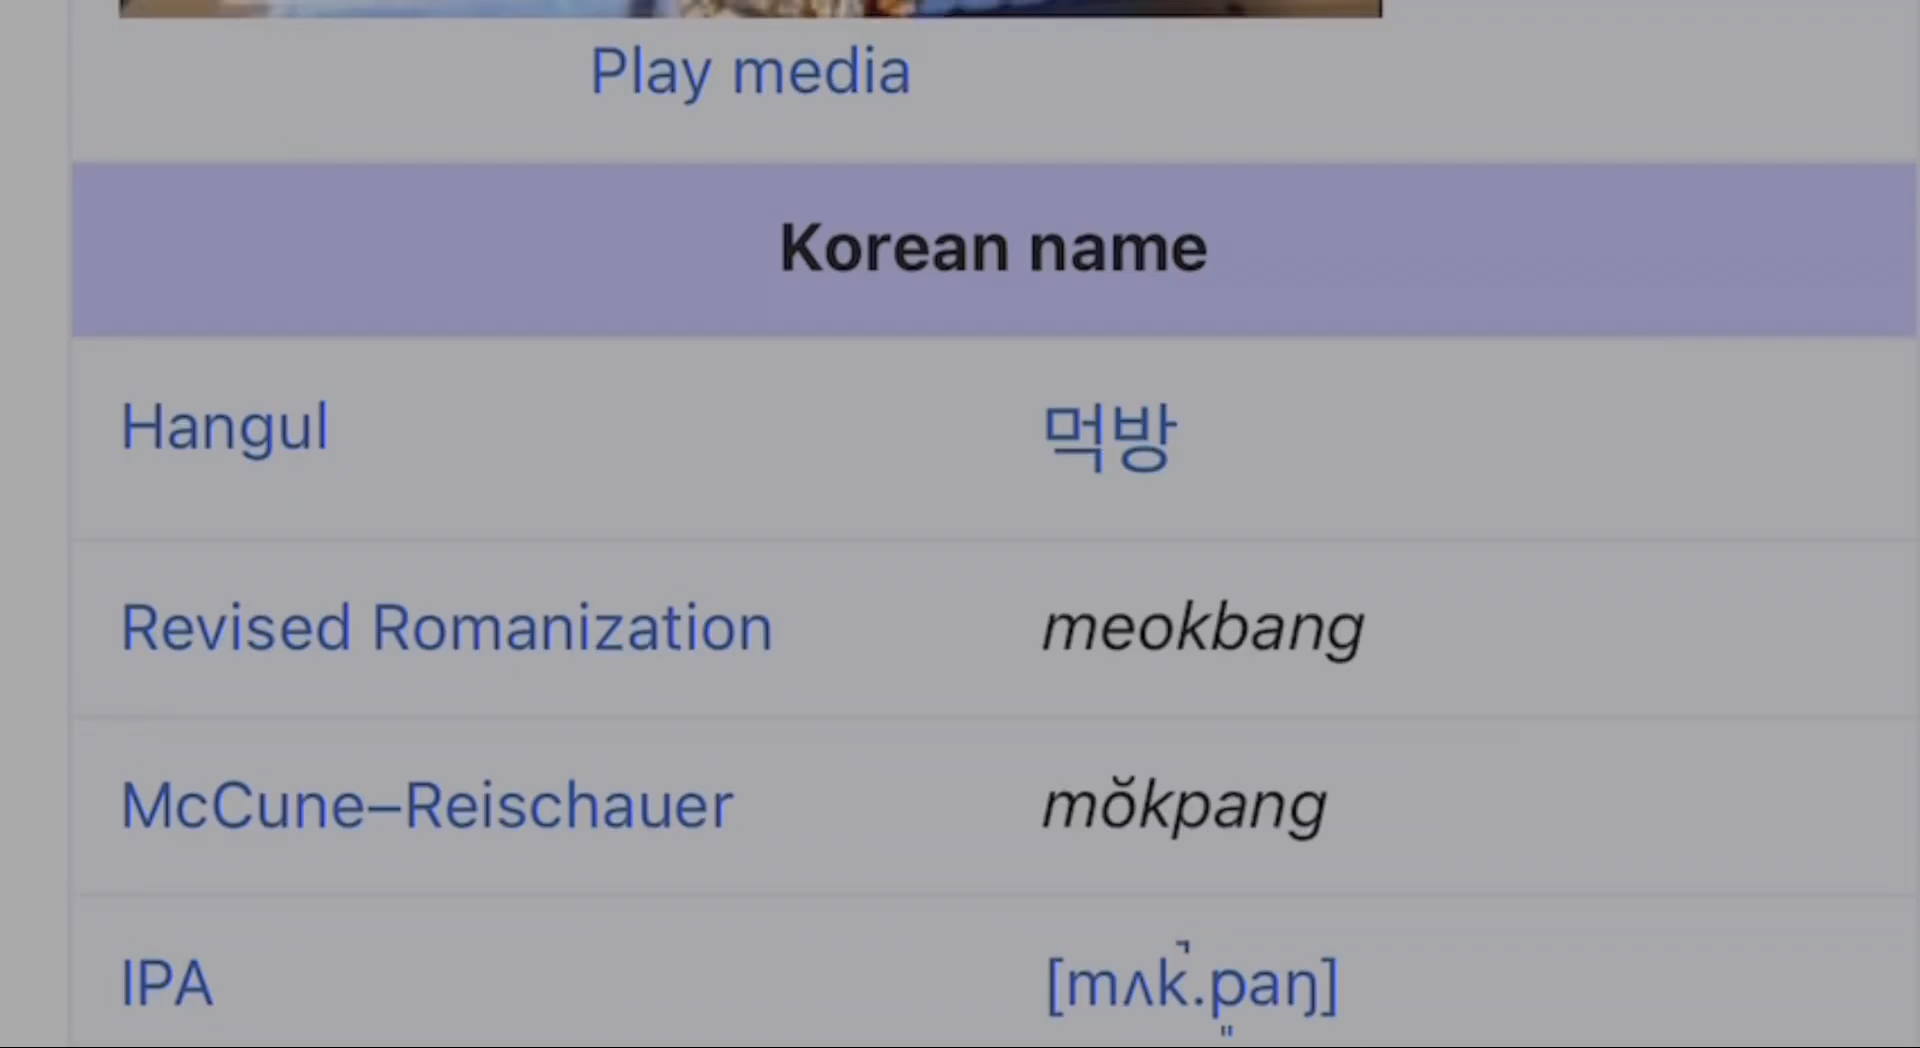 Play media
Korean name
Hangul 먹방
Revised Romanization meokbang
McCune–Reischauer mŏkpang
IPA [mʌk̚.p͈aŋ]